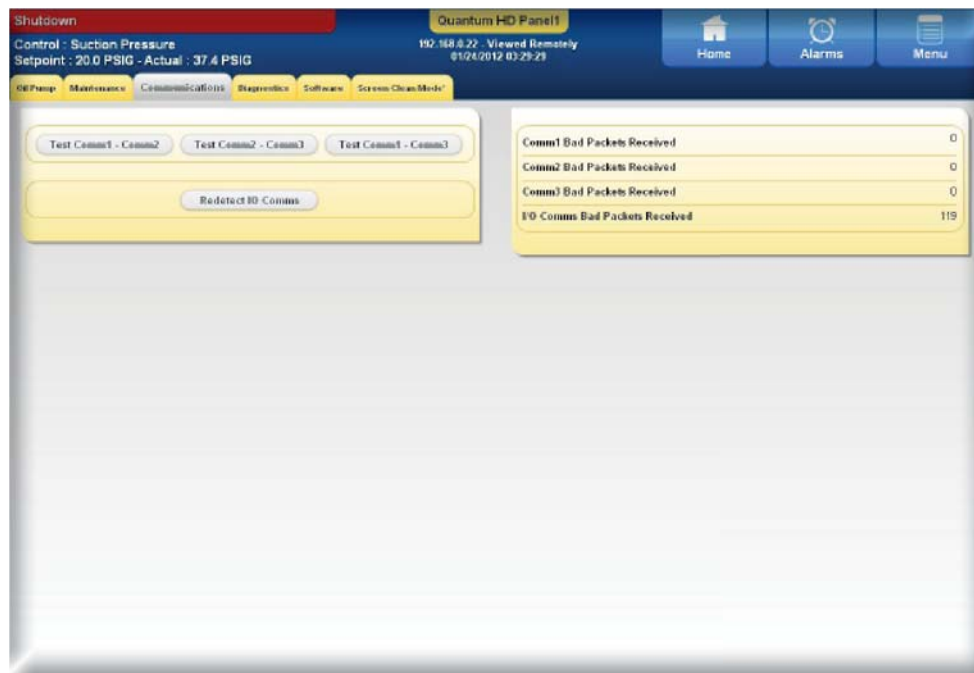 Shutdown
Control : Suction Pressure
Setpoint : 20.0 PSIG - Actual : 37.4 PSIG
Quantum HD Panel1
192.168.0.22 - Viewed Remotely
01/24/2012 03:29:29
Home
Alarms
Menu
Oil Pump
Maintenance
Communications
Diagnostics
Software
Screen Clean Mode*
Test Comm1 - Comm2
Test Comm2 - Comm3
Test Comm1 - Comm3
Redetect IO Comms
Comm1 Bad Packets Received 0
Comm2 Bad Packets Received 0
Comm3 Bad Packets Received 0
I/O Comms Bad Packets Received 119